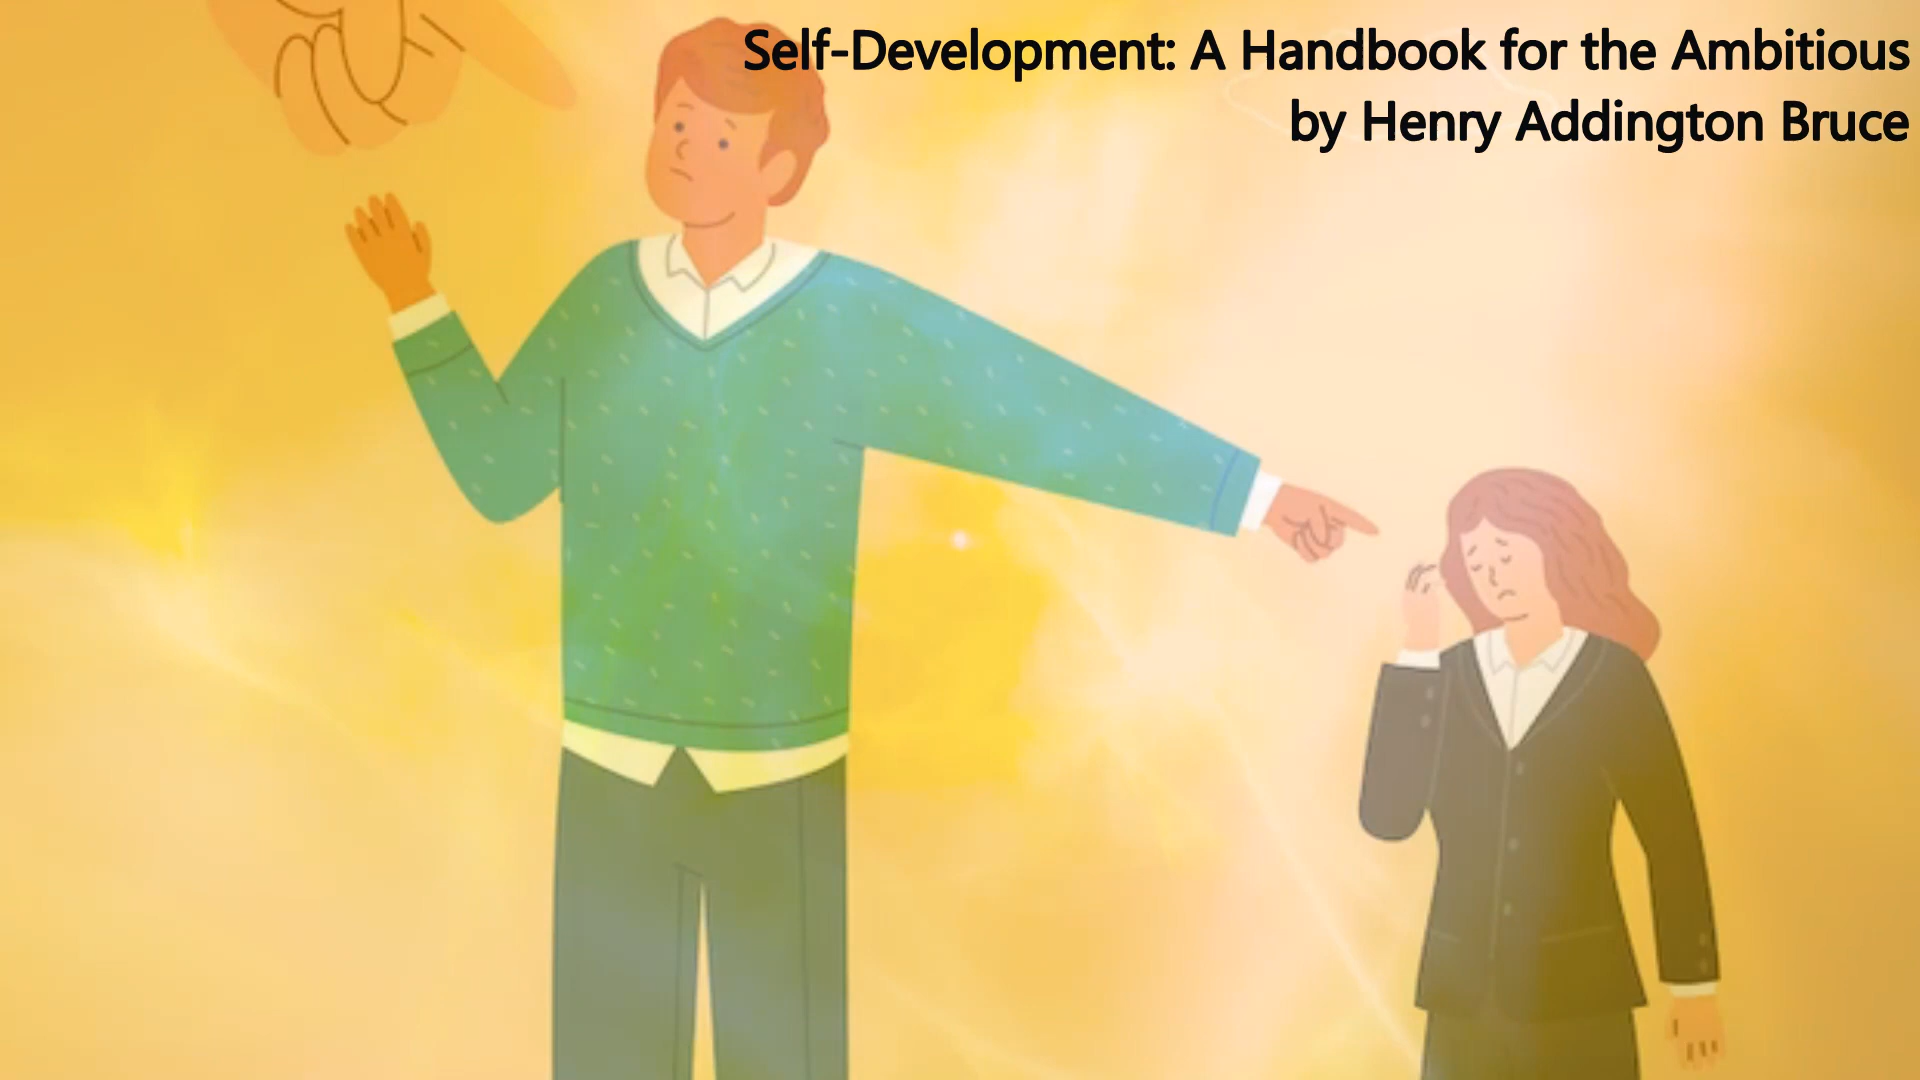 Self-Development: A Handbook for the Ambitious
by Henry Addington Bruce